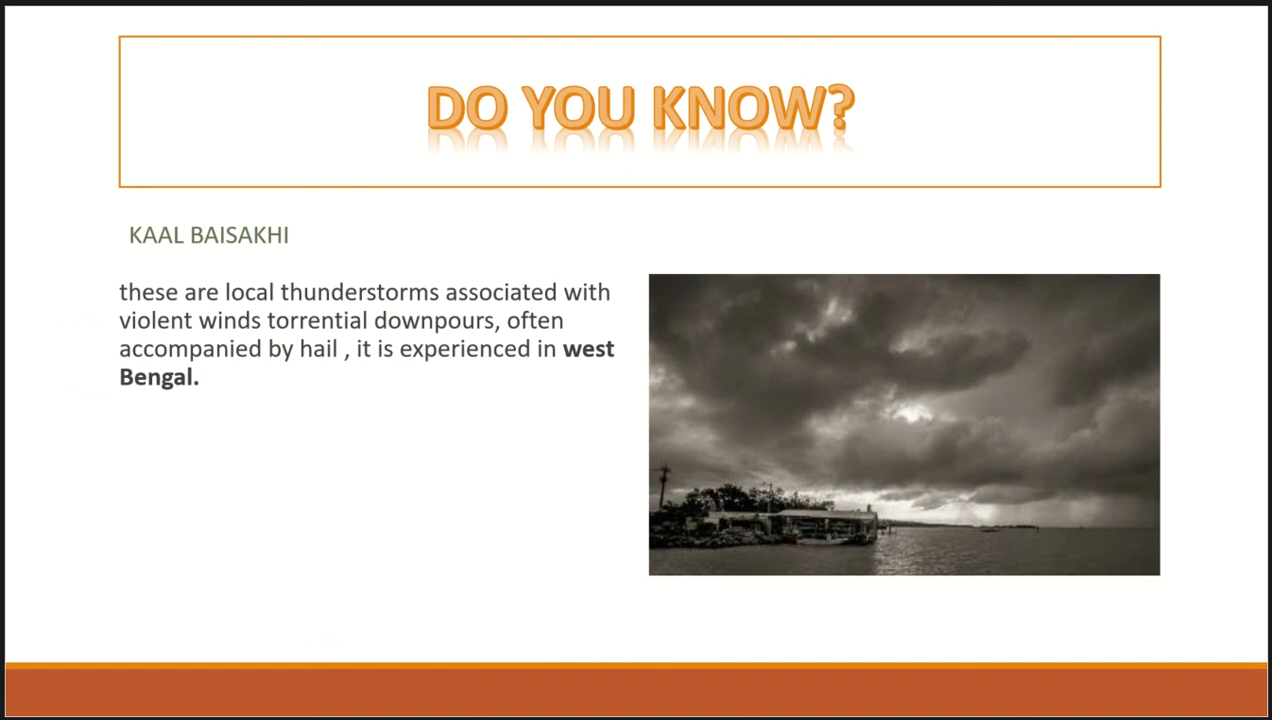 DO YOU KNOW?
KAAL BAISAKHI
these are local thunderstorms associated with
violent winds torrential downpours, often
accompanied by hail , it is experienced in west
Bengal.